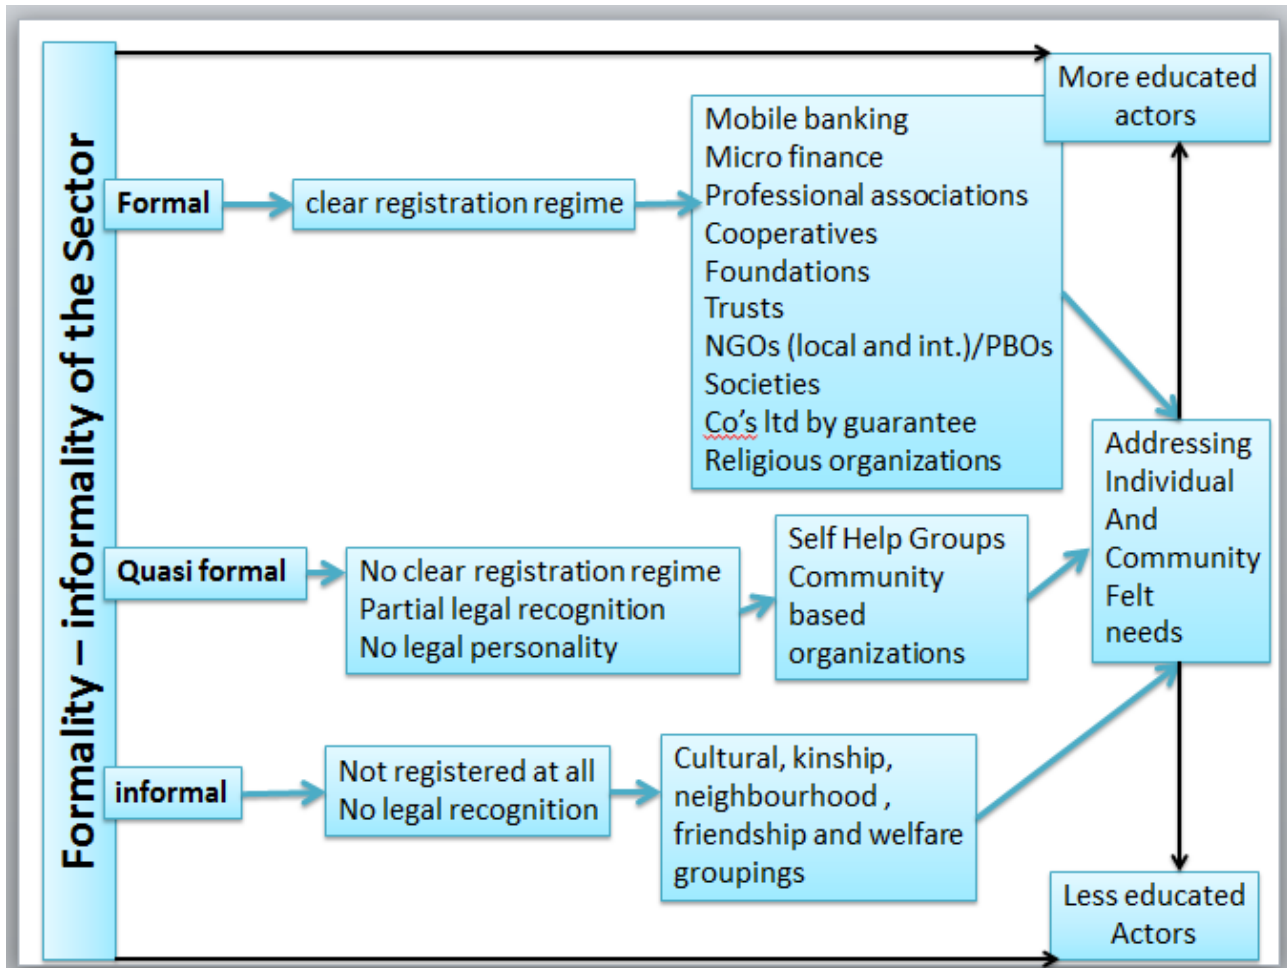 Formality – informality of the Sector
More educated
actors
Formal
clear registration regime
Mobile banking
Micro finance
Professional associations
Cooperatives
Foundations
Trusts
NGOs (local and int.)/PBOs
Societies
Co’s ltd by guarantee
Religious organizations
Addressing
Individual
And
Community
Felt
needs
Quasi formal
No clear registration regime
Partial legal recognition
No legal personality
Self Help Groups
Community
based
organizations
informal
Not registered at all
No legal recognition
Cultural, kinship,
neighbourhood ,
friendship and welfare
groupings
Less educated
Actors